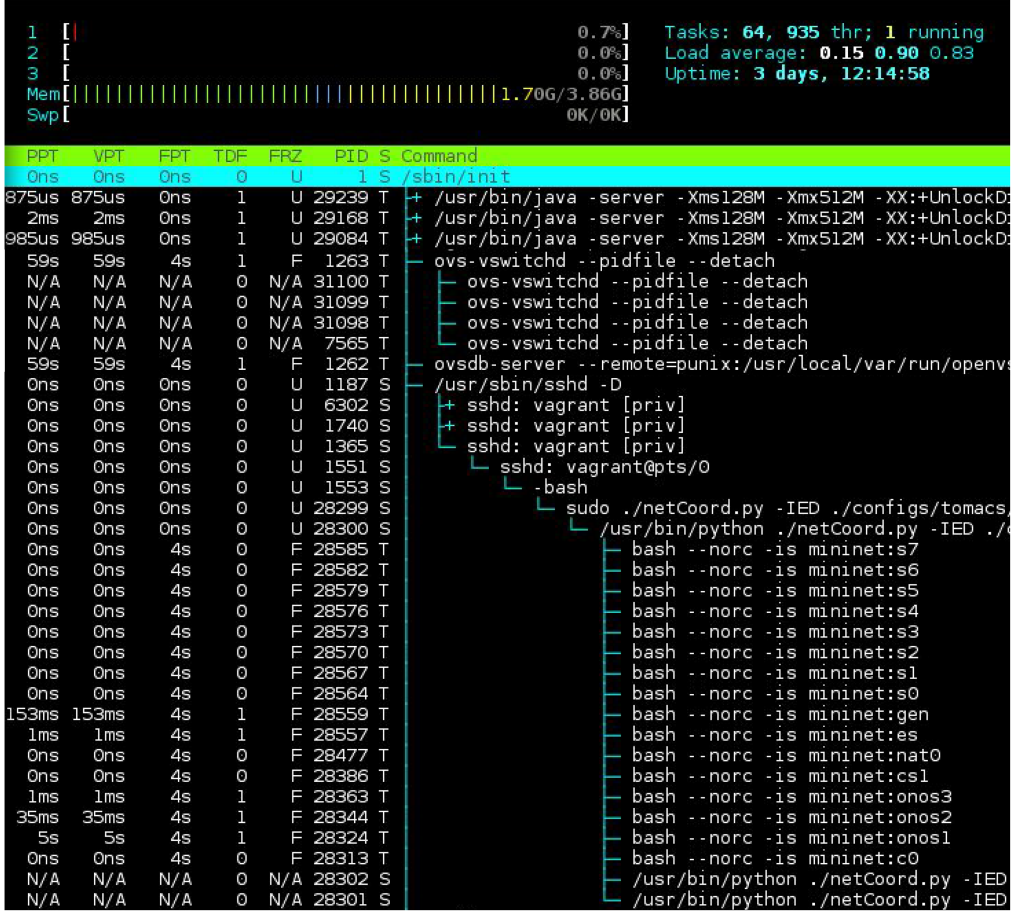 1 [| 0.7%] Tasks: 64, 935 thr; 1 running
2 [ 0.0%] Load average: 0.15 0.90 0.83
3 [ 0.0%] Uptime: 3 days, 12:14:58
Mem[||||||||||||||||||||||||||||||||||||||||1.70G/3.86G]
Swp[ 0K/0K]
PPT VPT FPT TDF FRZ PID S Command
0ns 0ns 0ns 0 U 1 S /sbin/init
875us 875us 0ns 1 U 29239 T ├+ /usr/bin/java -server -Xms128M -Xmx512M -XX:+UnlockDi
2ms 2ms 0ns 1 U 29168 T ├+ /usr/bin/java -server -Xms128M -Xmx512M -XX:+UnlockDi
985us 985us 0ns 1 U 29084 T ├+ /usr/bin/java -server -Xms128M -Xmx512M -XX:+UnlockDi
59s 59s 4s 1 F 1263 T ├─ ovs-vswitchd --pidfile --detach
N/A N/A N/A 0 N/A 31100 T │ ├─ ovs-vswitchd --pidfile --detach
N/A N/A N/A 0 N/A 31099 T │ ├─ ovs-vswitchd --pidfile --detach
N/A N/A N/A 0 N/A 31098 T │ ├─ ovs-vswitchd --pidfile --detach
N/A N/A N/A 0 N/A 7565 T │ └─ ovs-vswitchd --pidfile --detach
59s 59s 4s 1 F 1262 T ├─ ovsdb-server --remote=punix:/usr/local/var/run/openvs
0ns 0ns 0ns 0 U 1187 S ├─ /usr/sbin/sshd -D
0ns 0ns 0ns 0 U 6302 S │ ├+ sshd: vagrant [priv]
0ns 0ns 0ns 0 U 1740 S │ ├+ sshd: vagrant [priv]
0ns 0ns 0ns 0 U 1365 S │ └─ sshd: vagrant [priv]
0ns 0ns 0ns 0 U 1551 S │ └─ sshd: vagrant@pts/0
0ns 0ns 0ns 0 U 1553 S │ └─ -bash
0ns 0ns 0ns 0 U 28299 S │ └─ sudo ./netCoord.py -IED ./configs/tomacs/
0ns 0ns 0ns 0 U 28300 S │ └─ /usr/bin/python ./netCoord.py -IED ./c
0ns 0ns 4s 0 F 28585 T │ ├─ bash --norc -is mininet:s7
0ns 0ns 4s 0 F 28582 T │ ├─ bash --norc -is mininet:s6
0ns 0ns 4s 0 F 28579 T │ ├─ bash --norc -is mininet:s5
0ns 0ns 4s 0 F 28576 T │ ├─ bash --norc -is mininet:s4
0ns 0ns 4s 0 F 28573 T │ ├─ bash --norc -is mininet:s3
0ns 0ns 4s 0 F 28570 T │ ├─ bash --norc -is mininet:s2
0ns 0ns 4s 0 F 28567 T │ ├─ bash --norc -is mininet:s1
0ns 0ns 4s 0 F 28564 T │ ├─ bash --norc -is mininet:s0
153ms 153ms 4s 1 F 28559 T │ ├─ bash --norc -is mininet:gen
1ms 1ms 4s 1 F 28557 T │ ├─ bash --norc -is mininet:es
0ns 0ns 4s 0 F 28477 T │ ├─ bash --norc -is mininet:nat0
0ns 0ns 4s 0 F 28386 T │ ├─ bash --norc -is mininet:cs1
1ms 1ms 4s 1 F 28363 T │ ├─ bash --norc -is mininet:onos3
35ms 35ms 4s 1 F 28344 T │ ├─ bash --norc -is mininet:onos2
5s 5s 4s 1 F 28324 T │ ├─ bash --norc -is mininet:onos1
0ns 0ns 4s 0 F 28313 T │ ├─ bash --norc -is mininet:c0
N/A N/A N/A 0 N/A 28302 S │ ├─ /usr/bin/python ./netCoord.py -IED
N/A N/A N/A 0 N/A 28301 S │ └─ /usr/bin/python ./netCoord.py -IED